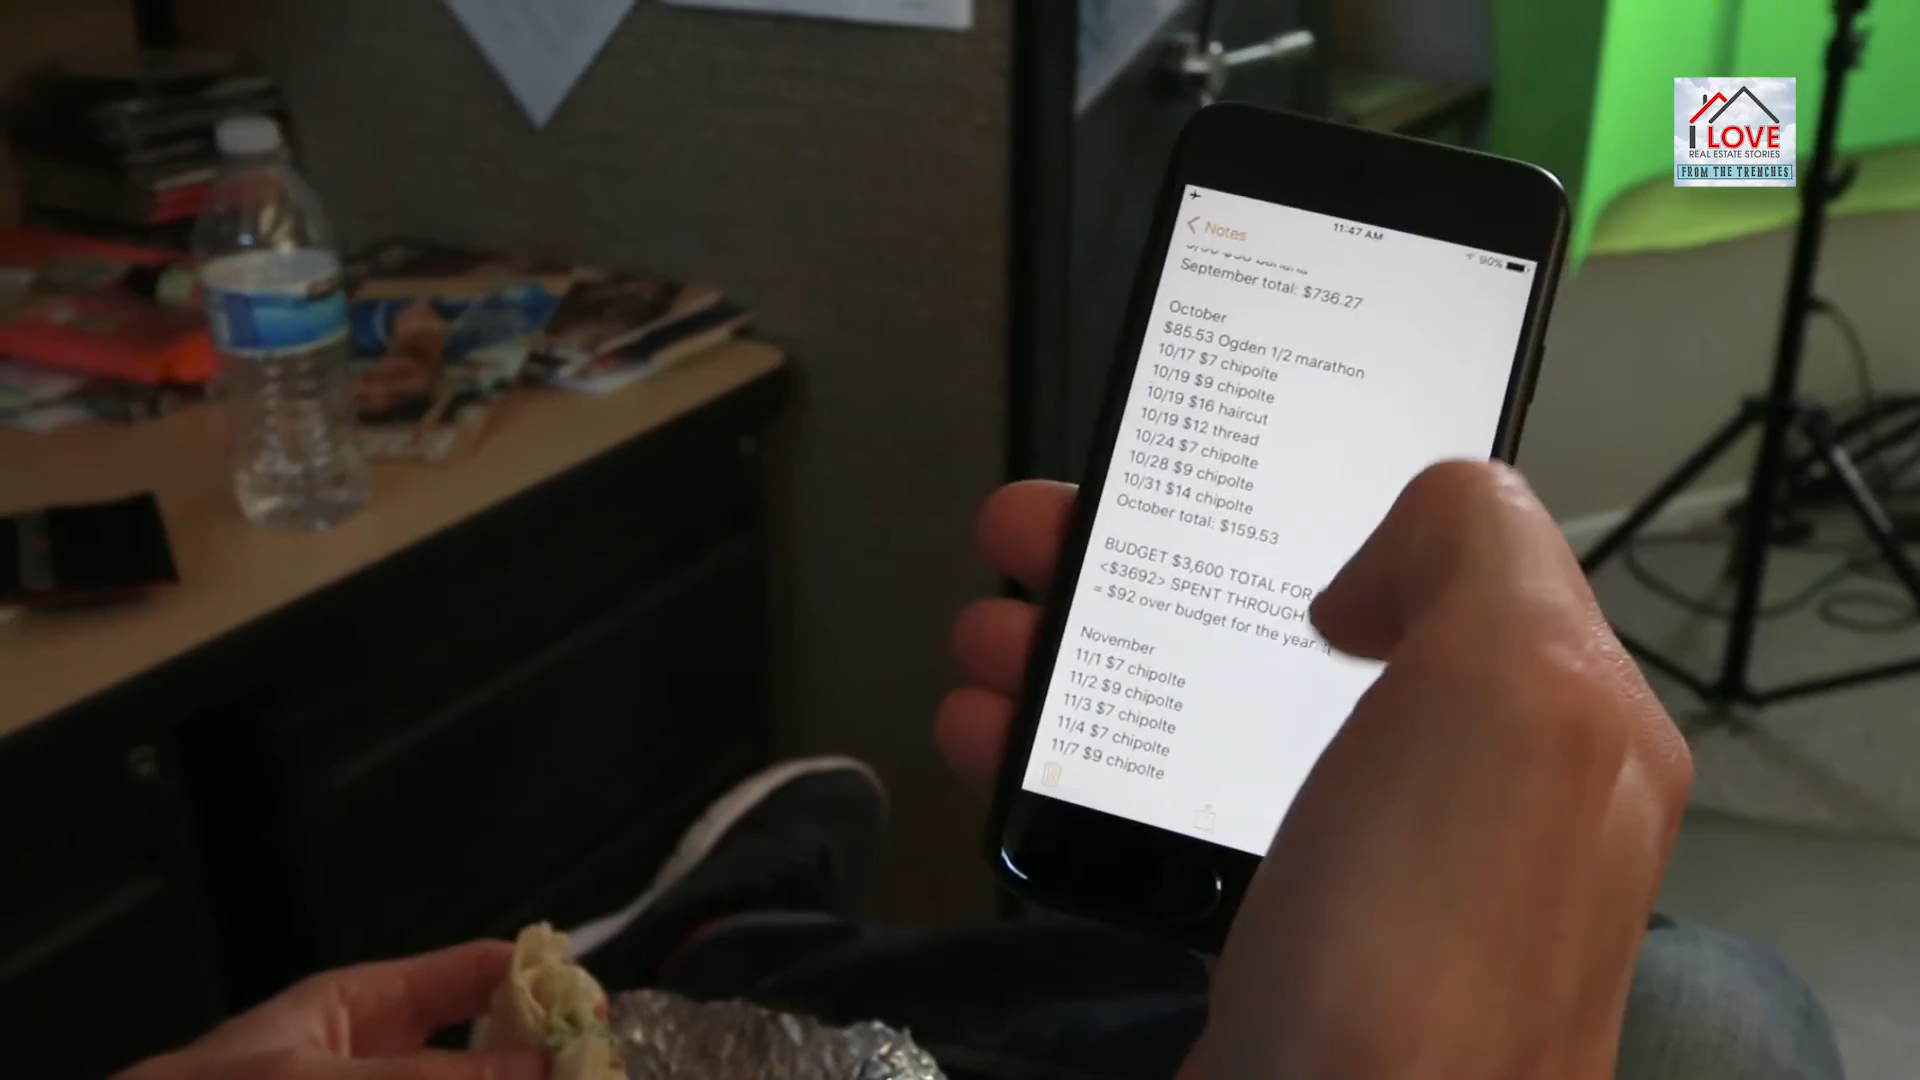 I LOVE
REAL ESTATE STORIES
FROM THE TRENCHES
11:47 AM
90%
Notes
September total: $736.27
October
$85.53 Ogden 1/2 marathon
10/17 $7 chipolte
10/19 $9 chipolte
10/19 $16 haircut
10/19 $12 thread
10/24 $7 chipolte
10/28 $9 chipolte
10/31 $14 chipolte
October total: $159.53
BUDGET $3,600 TOTAL FOR
<$3692> SPENT THROUGH
= $92 over budget for the year.
November
11/1 $7 chipolte
11/2 $9 chipolte
11/3 $7 chipolte
11/4 $7 chipolte
11/7 $9 chipolte